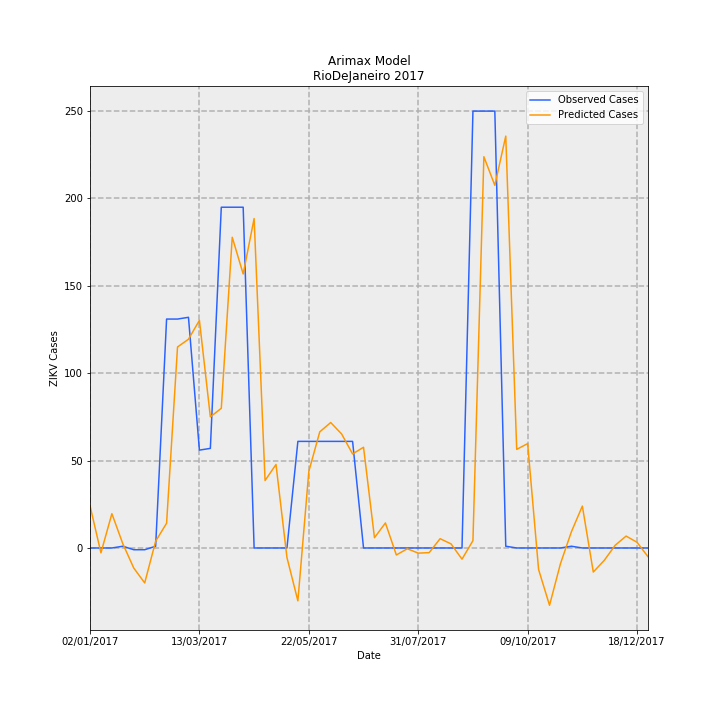 Arimax Model
RioDeJaneiro 2017
Observed Cases
Predicted Cases
250
200
150
100
50
0
ZIKV Cases
02/01/2017
13/03/2017
22/05/2017
31/07/2017
09/10/2017
18/12/2017
Date